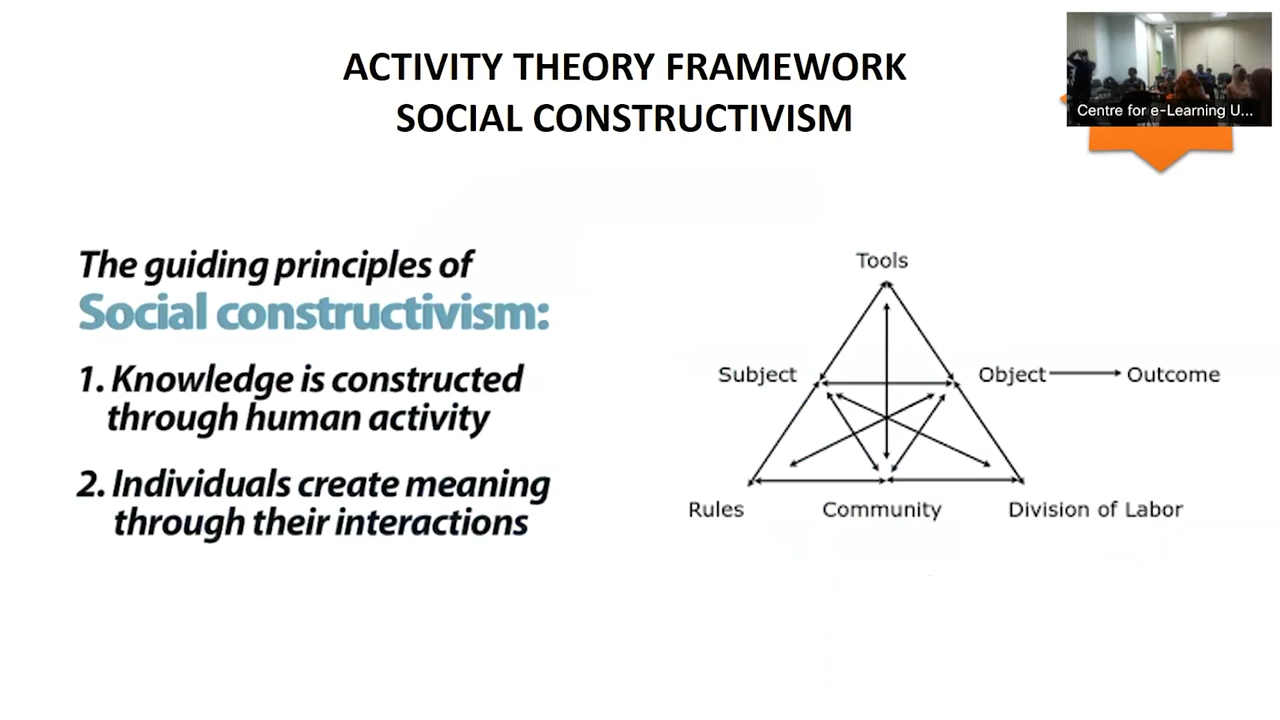 ACTIVITY THEORY FRAMEWORK
SOCIAL CONSTRUCTIVISM
Centre for e-Learning U...
The guiding principles of
Social constructivism:
1. Knowledge is constructed
through human activity
2. Individuals create meaning
through their interactions
Tools
Subject
Object
Outcome
Rules
Community
Division of Labor